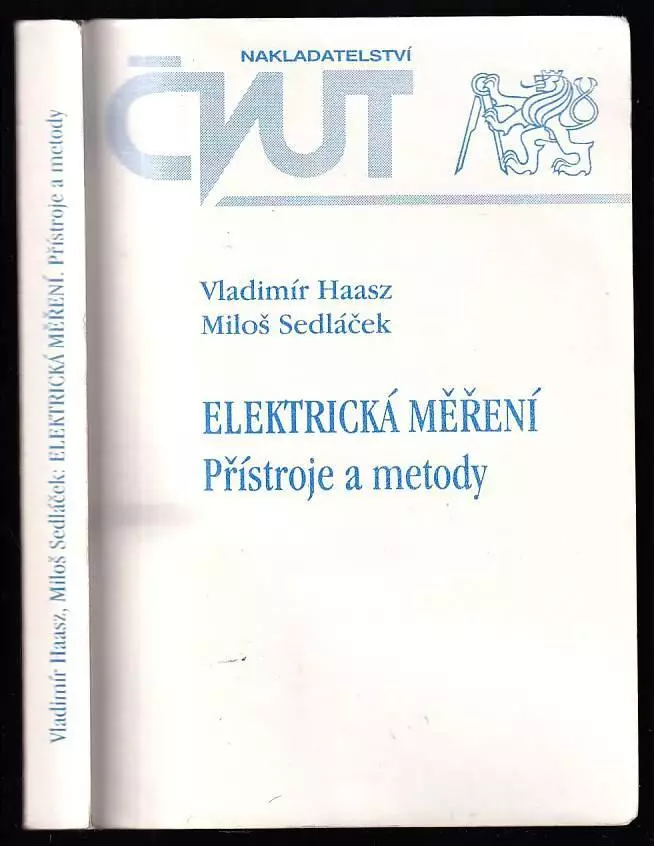 NAKLADATELSTVÍ
ČVUT
Vladimír Haasz
Miloš Sedláček
ELEKTRICKÁ MĚŘENÍ
Přístroje a metody
Vladimír Haasz, Miloš Sedláček: ELEKTRICKÁ MĚŘENÍ. Přístroje a metody